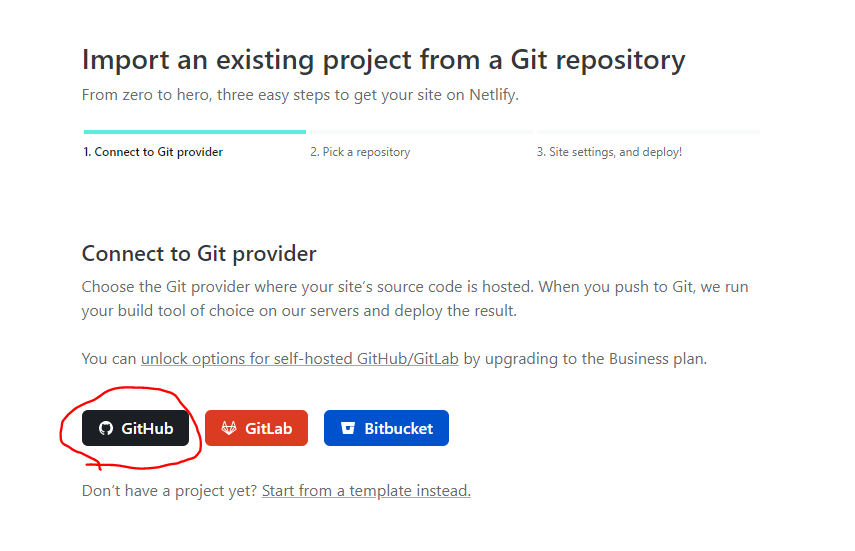 Import an existing project from a Git repository
From zero to hero, three easy steps to get your site on Netlify.
1. Connect to Git provider
2. Pick a repository
3. Site settings, and deploy!
Connect to Git provider
Choose the Git provider where your site’s source code is hosted. When you push to Git, we run
your build tool of choice on our servers and deploy the result.
You can unlock options for self-hosted GitHub/GitLab by upgrading to the Business plan.
GitHub
GitLab
Bitbucket
Don’t have a project yet? Start from a template instead.